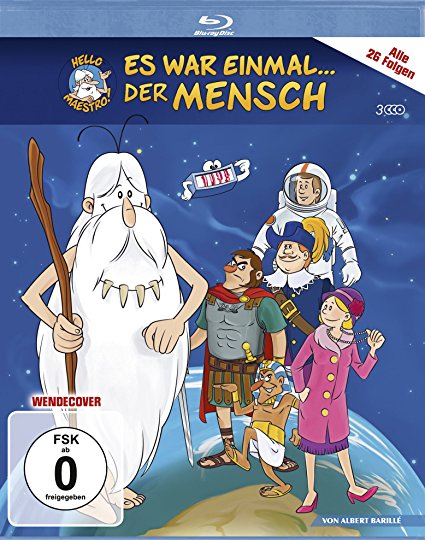 Blu-ray Disc
HELLO
MAESTRO!
ES WAR EINMAL...
DER MENSCH
Alle
26 Folgen
3
WENDECOVER
FSK
ab
0
freigegeben
VON ALBERT BARILLÉ